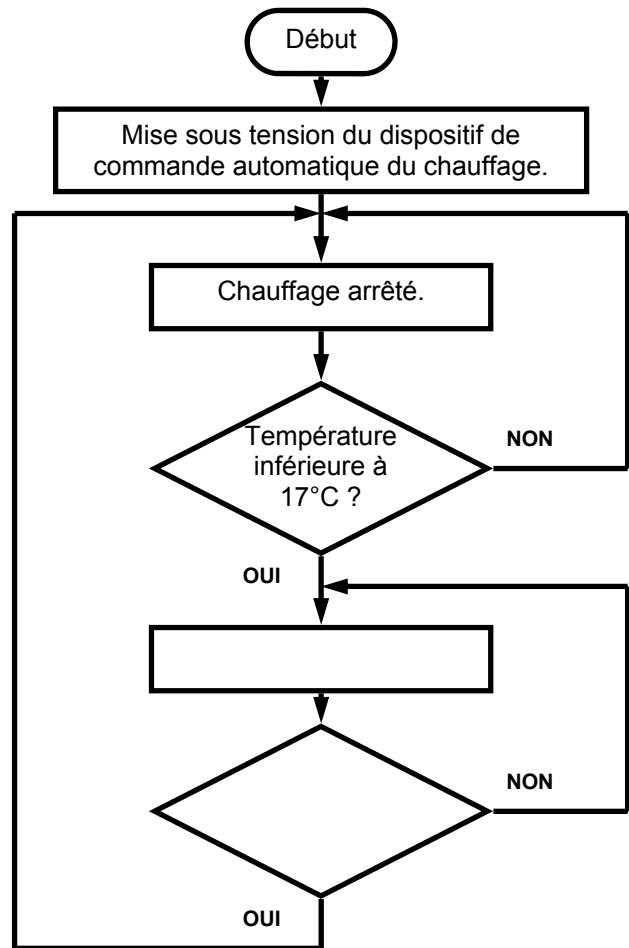 Début
Mise sous tension du dispositif de
commande automatique du chauffage.
Chauffage arrêté.
Température
inférieure à
17°C ?
NON
OUI
NON
OUI